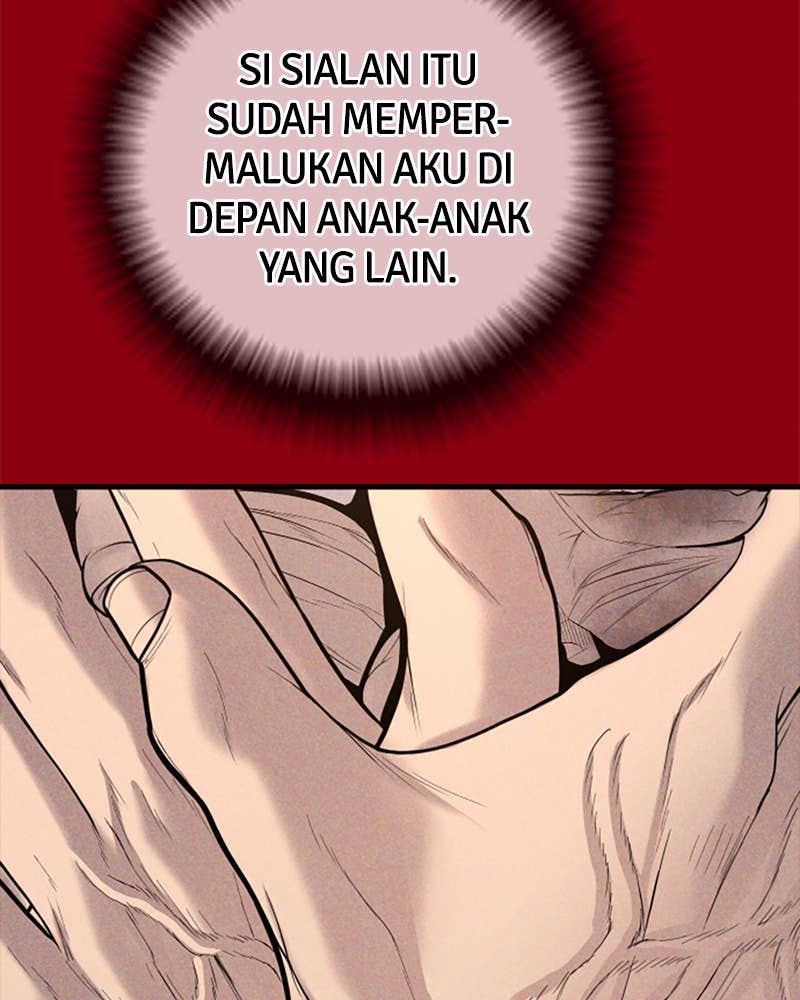 SI SIALAN ITU
SUDAH MEMPER-
MALUKAN AKU DI
DEPAN ANAK-ANAK
YANG LAIN.